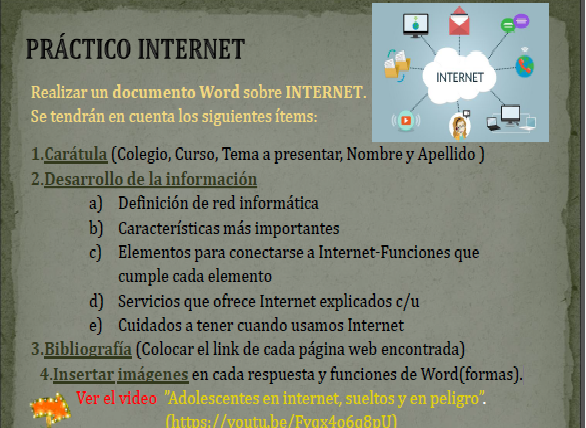 PRÁCTICO INTERNET
INTERNET
Realizar un documento Word sobre INTERNET.
Se tendrán en cuenta los siguientes ítems:
1.Carátula (Colegio, Curso, Tema a presentar, Nombre y Apellido )
2.Desarrollo de la información
a) Definición de red informática
b) Características más importantes
c) Elementos para conectarse a Internet-Funciones que
cumple cada elemento
d) Servicios que ofrece Internet explicados c/u
e) Cuidados a tener cuando usamos Internet
3.Bibliografía (Colocar el link de cada página web encontrada)
4.Insertar imágenes en cada respuesta y funciones de Word(formas).
Ver el video "Adolescentes en internet, sueltos y en peligro".